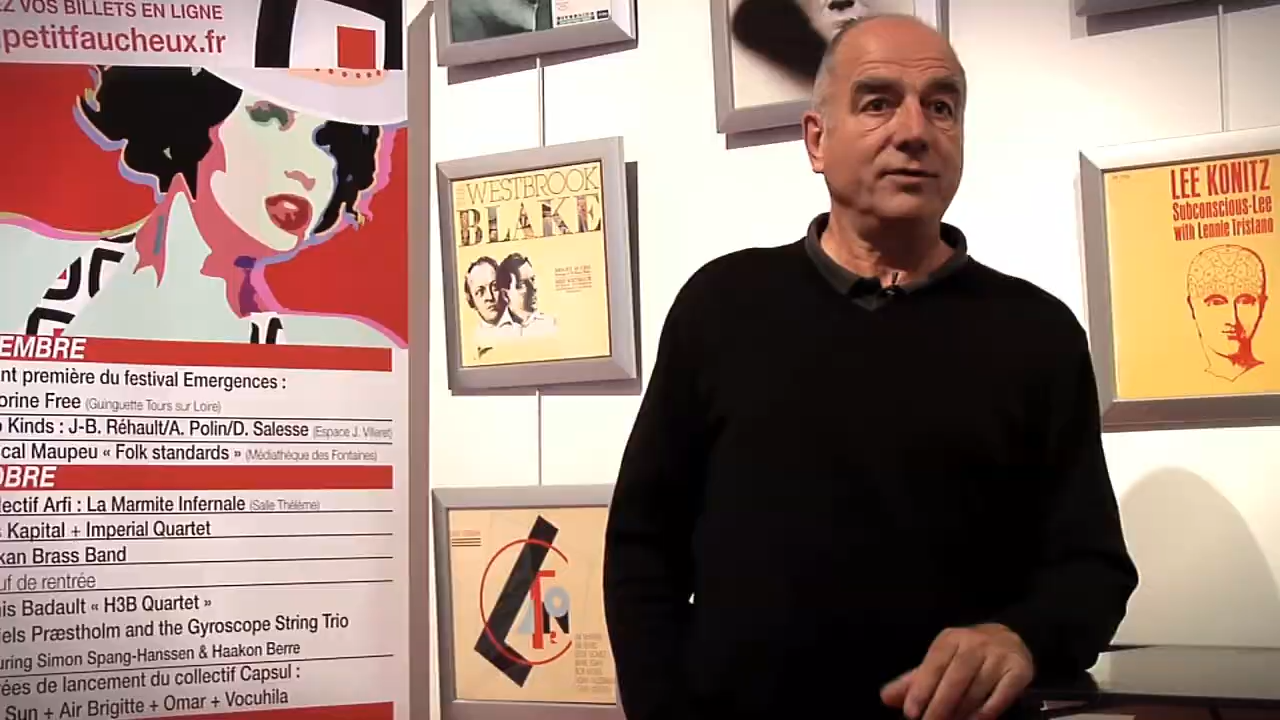 VOS BILLETS EN LIGNE
petitfaucheux.fr
EMBRE
nt première du festival Emergences :
orine Free (Guinguette Tours sur Loire)
Kinds : J-B. Réhault/A. Polin/D. Salesse (Espace J. Villeret)
cal Maupeu « Folk standards » (Médiathèque des Fontaines)
OBRE
lectif Arfi : La Marmite Infernale (Salle Thélème)
s Kapital + Imperial Quartet
kan Brass Band
uf de rentrée
is Badault « H3B Quartet »
els Præstholm and the Gyroscope String Trio
uring Simon Spang-Hanssen & Haakon Berre
ées de lancement du collectif Capsul :
Sun + Air Brigitte + Omar + Vocuhila
WESTBROOK
BLAKE
LEE KONITZ
Subconscious-Lee
with Lennie Tristano